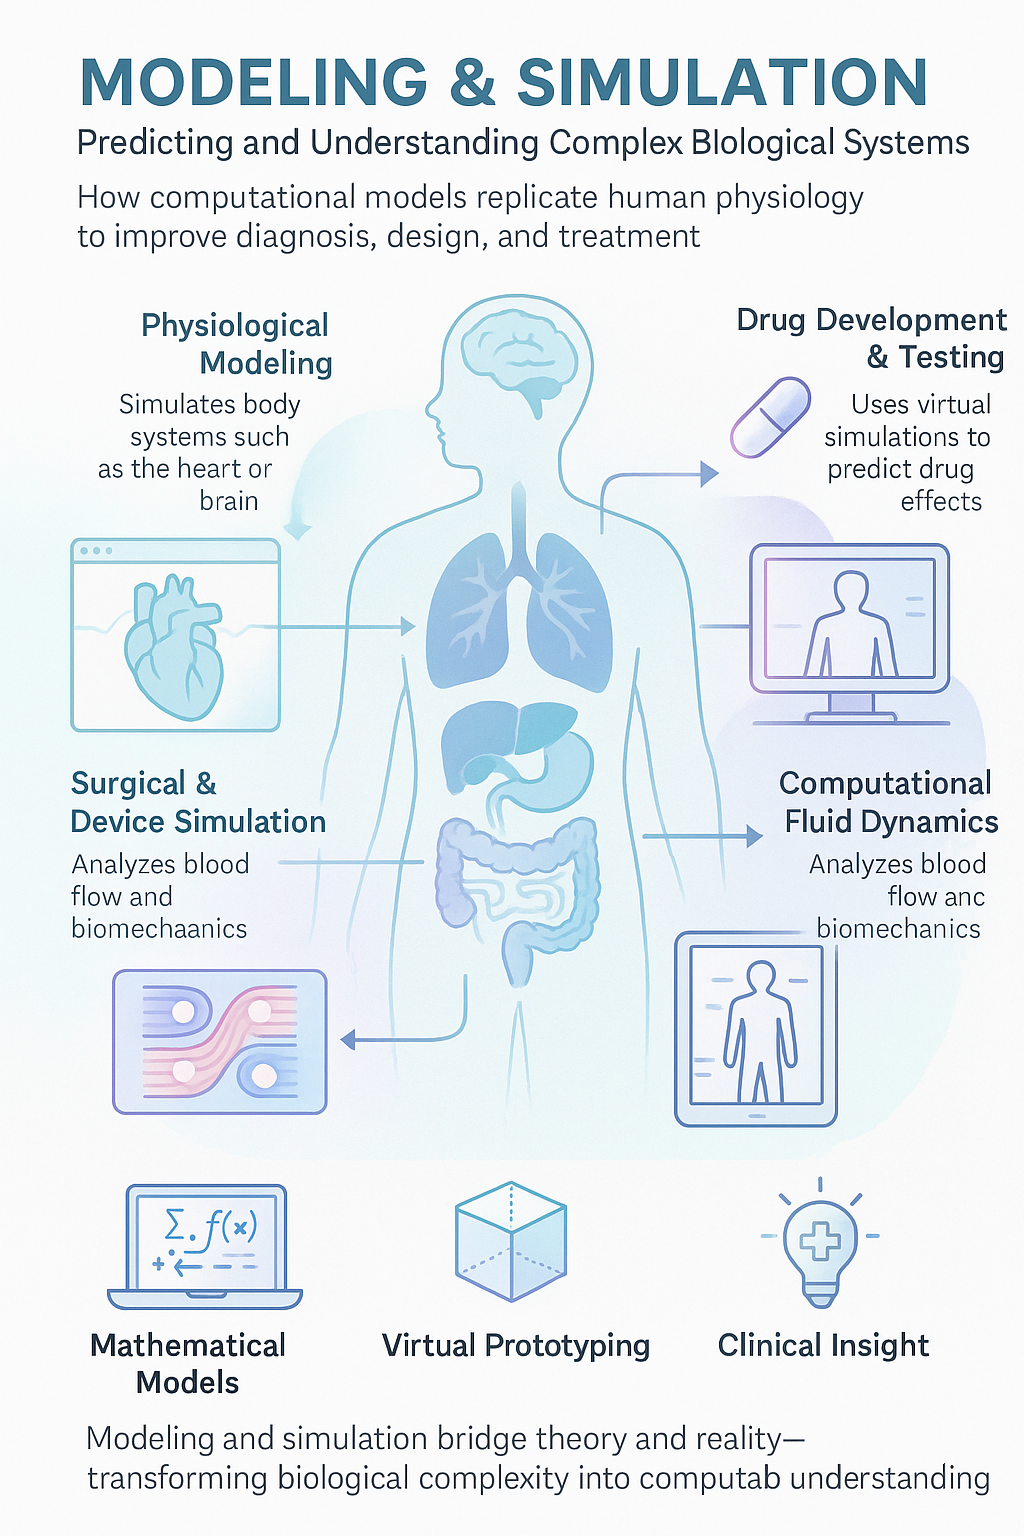 MODELING & SIMULATION
Predicting and Understanding Complex BIological Systems
How computational models replicate human physiology
to improve diagnosis, design, and treatment
Physiological
Modeling
Simulates body
systems such
as the heart or
brain
Drug Development
& Testing
Uses virtual
simulations to
predict drug
effects
Surgical &
Device Simulation
Analyzes blood
flow and
biomechaanics
Computational
Fluid Dynamics
Analyzes blood
flow anc
biomechanics
Σ. f(x)
Mathematical
Models
Virtual Prototyping
Clinical Insight
Modeling and simulation bridge theory and reality—
transforming biological complexity into computab understanding